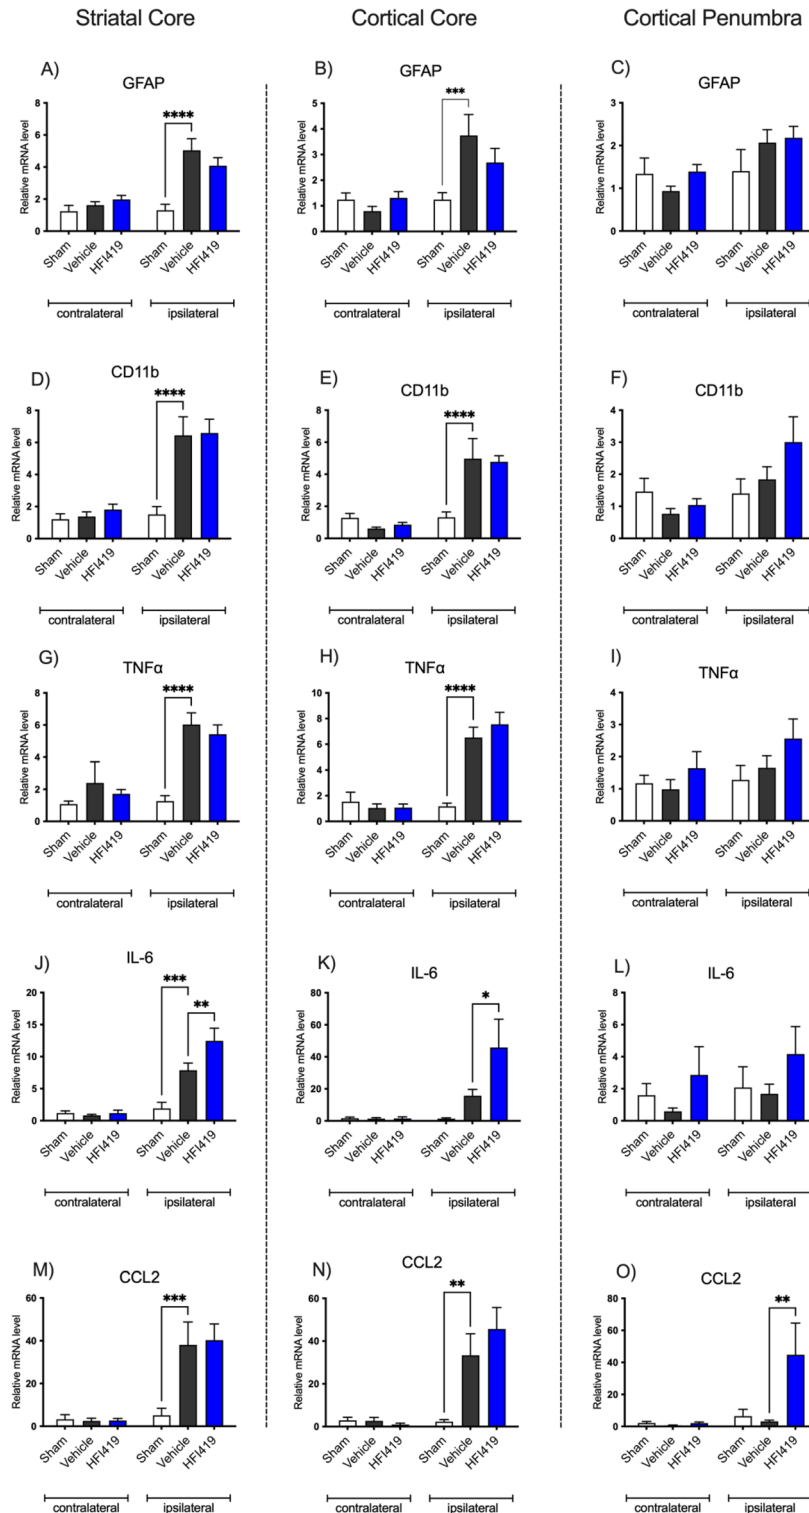 Striatal Core
Cortical Core
Cortical Penumbra
A)
GFAP
Relative mRNA level
8
6
4
2
0
****
Sham
Vehicle
HFI419
Sham
Vehicle
HFI419
contralateral
ipsilateral
B)
GFAP
Relative mRNA level
5
4
3
2
1
0
***
Sham
Vehicle
HFI419
Sham
Vehicle
HFI419
contralateral
ipsilateral
C)
GFAP
Relative mRNA level
3
2
1
0
Sham
Vehicle
HFI419
Sham
Vehicle
HFI419
contralateral
ipsilateral
D)
CD11b
Relative mRNA level
8
6
4
2
0
****
Sham
Vehicle
HFI419
Sham
Vehicle
HFI419
contralateral
ipsilateral
E)
CD11b
Relative mRNA level
8
6
4
2
0
****
Sham
Vehicle
HFI419
Sham
Vehicle
HFI419
contralateral
ipsilateral
F)
CD11b
Relative mRNA level
4
3
2
1
0
Sham
Vehicle
HFI419
Sham
Vehicle
HFI419
contralateral
ipsilateral
G)
TNFα
Relative mRNA level
8
6
4
2
0
****
Sham
Vehicle
HFI419
Sham
Vehicle
HFI419
contralateral
ipsilateral
H)
TNFα
Relative mRNA level
10
8
6
4
2
0
****
Sham
Vehicle
HFI419
Sham
Vehicle
HFI419
contralateral
ipsilateral
I)
TNFα
Relative mRNA level
4
3
2
1
0
Sham
Vehicle
HFI419
Sham
Vehicle
HFI419
contralateral
ipsilateral
J)
IL-6
Relative mRNA level
20
15
10
5
0
***
**
Sham
Vehicle
HFI419
Sham
Vehicle
HFI419
contralateral
ipsilateral
K)
IL-6
Relative mRNA level
80
60
40
20
0
*
Sham
Vehicle
HFI419
Sham
Vehicle
HFI419
contralateral
ipsilateral
L)
IL-6
Relative mRNA level
8
6
4
2
0
Sham
Vehicle
HFI419
Sham
Vehicle
HFI419
contralateral
ipsilateral
M)
CCL2
Relative mRNA level
60
40
20
0
***
Sham
Vehicle
HFI419
Sham
Vehicle
HFI419
contralateral
ipsilateral
N)
CCL2
Relative mRNA level
60
40
20
0
**
Sham
Vehicle
HFI419
Sham
Vehicle
HFI419
contralateral
ipsilateral
O)
CCL2
Relative mRNA level
80
60
40
20
0
**
Sham
Vehicle
HFI419
Sham
Vehicle
HFI419
contralateral
ipsilateral